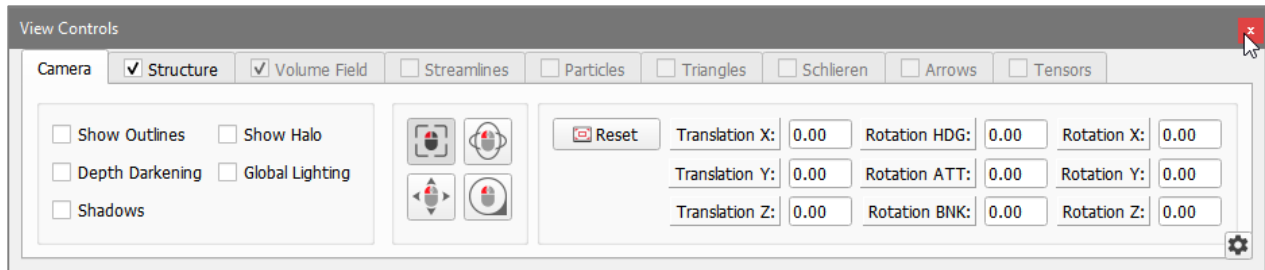 View Controls
x
Camera Structure Volume Field Streamlines Particles Triangles Schlieren Arrows Tensors
Show Outlines Show Halo Reset Translation X: 0.00 Rotation HDG: 0.00 Rotation X: 0.00
Depth Darkening Global Lighting Translation Y: 0.00 Rotation ATT: 0.00 Rotation Y: 0.00
Shadows Translation Z: 0.00 Rotation BNK: 0.00 Rotation Z: 0.00